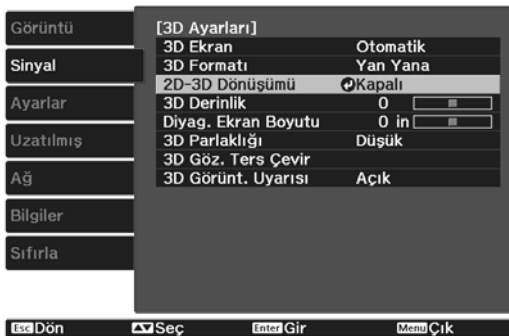 Görüntü
Sinyal
Ayarlar
Uzatılmış
Ağ
Bilgiler
Sıfırla
[3D Ayarları]
3D Ekran Otomatik
3D Formatı Yan Yana
2D-3D Dönüşümü Kapalı
3D Derinlik 0
Diyag. Ekran Boyutu 0 in
3D Parlaklığı Düşük
3D Göz. Ters Çevir
3D Görünt. Uyarısı Açık
Esc Dön Seç Enter Gir Menu Çık